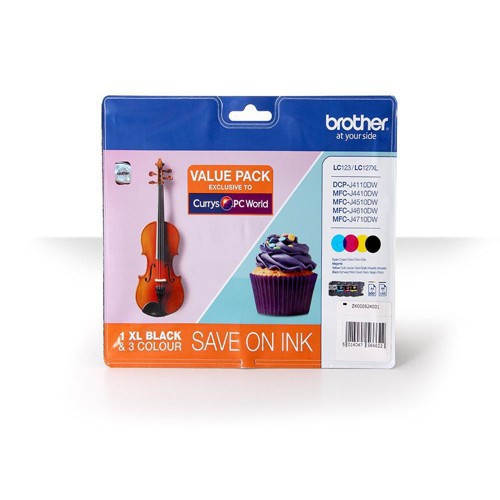 brother
at your side
VALUE PACK
EXCLUSIVE TO
Currys PC World
LC123 / LC127XL
DCP-J4110DW
MFC-J4410DW
MFC-J4510DW
MFC-J4610DW
MFC-J4710DW
1 XL BLACK
& 3 COLOUR
SAVE ON INK